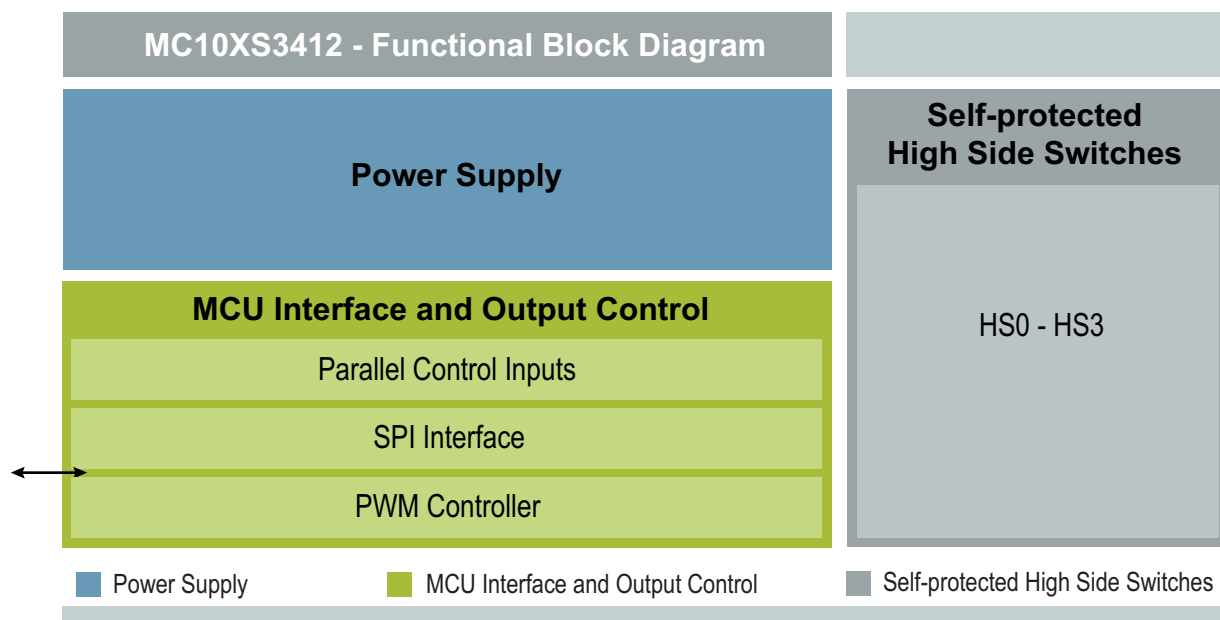 MC10XS3412 - Functional Block Diagram
Power Supply
Self-protected
High Side Switches
HS0 - HS3
MCU Interface and Output Control
Parallel Control Inputs
SPI Interface
PWM Controller
Power Supply
MCU Interface and Output Control
Self-protected High Side Switches